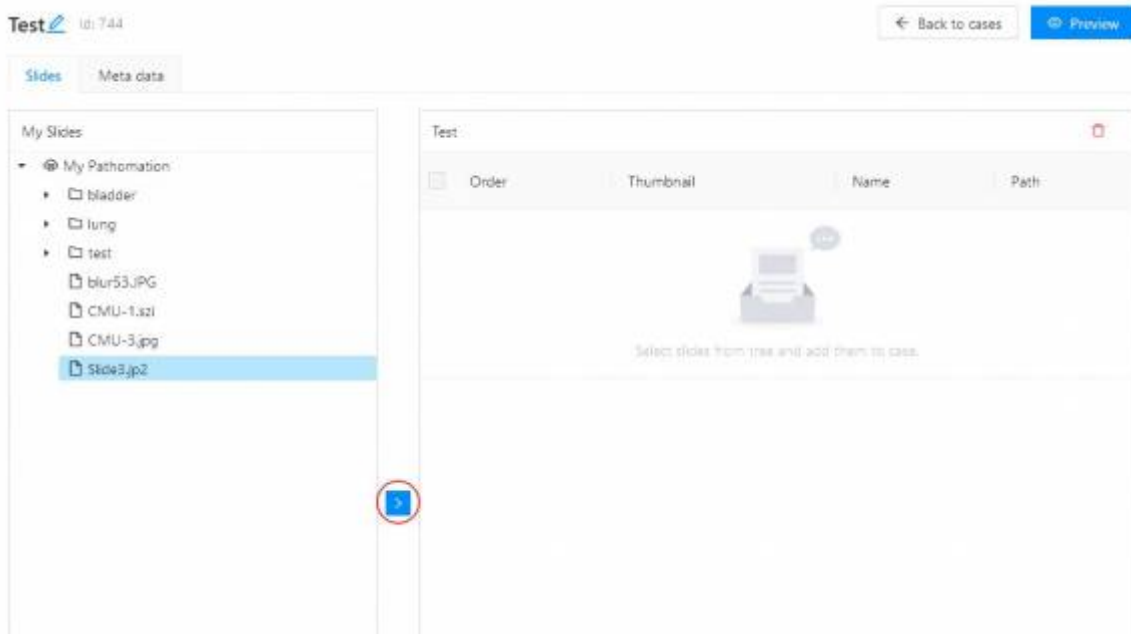 Test Id: 744
Back to cases
Preview
Slides Meta data
My Slides
My Pathomation
bladder
lung
test
blur53.JPG
CMU-1.szi
CMU-3.jpg
Slide3.jp2
Test
Order Thumbnail Name Path
Select slides from tree and add them to case.